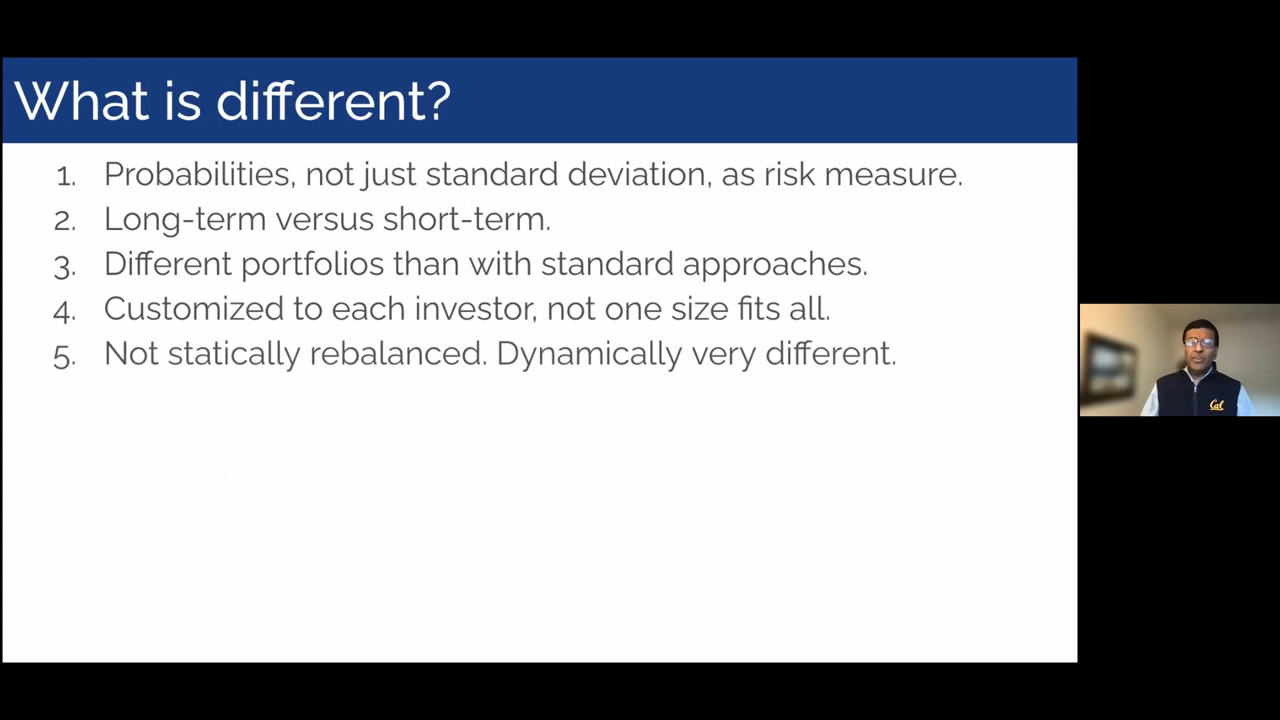 What is different?
1. Probabilities, not just standard deviation, as risk measure.
2. Long-term versus short-term.
3. Different portfolios than with standard approaches.
4. Customized to each investor, not one size fits all.
5. Not statically rebalanced. Dynamically very different.
Cal